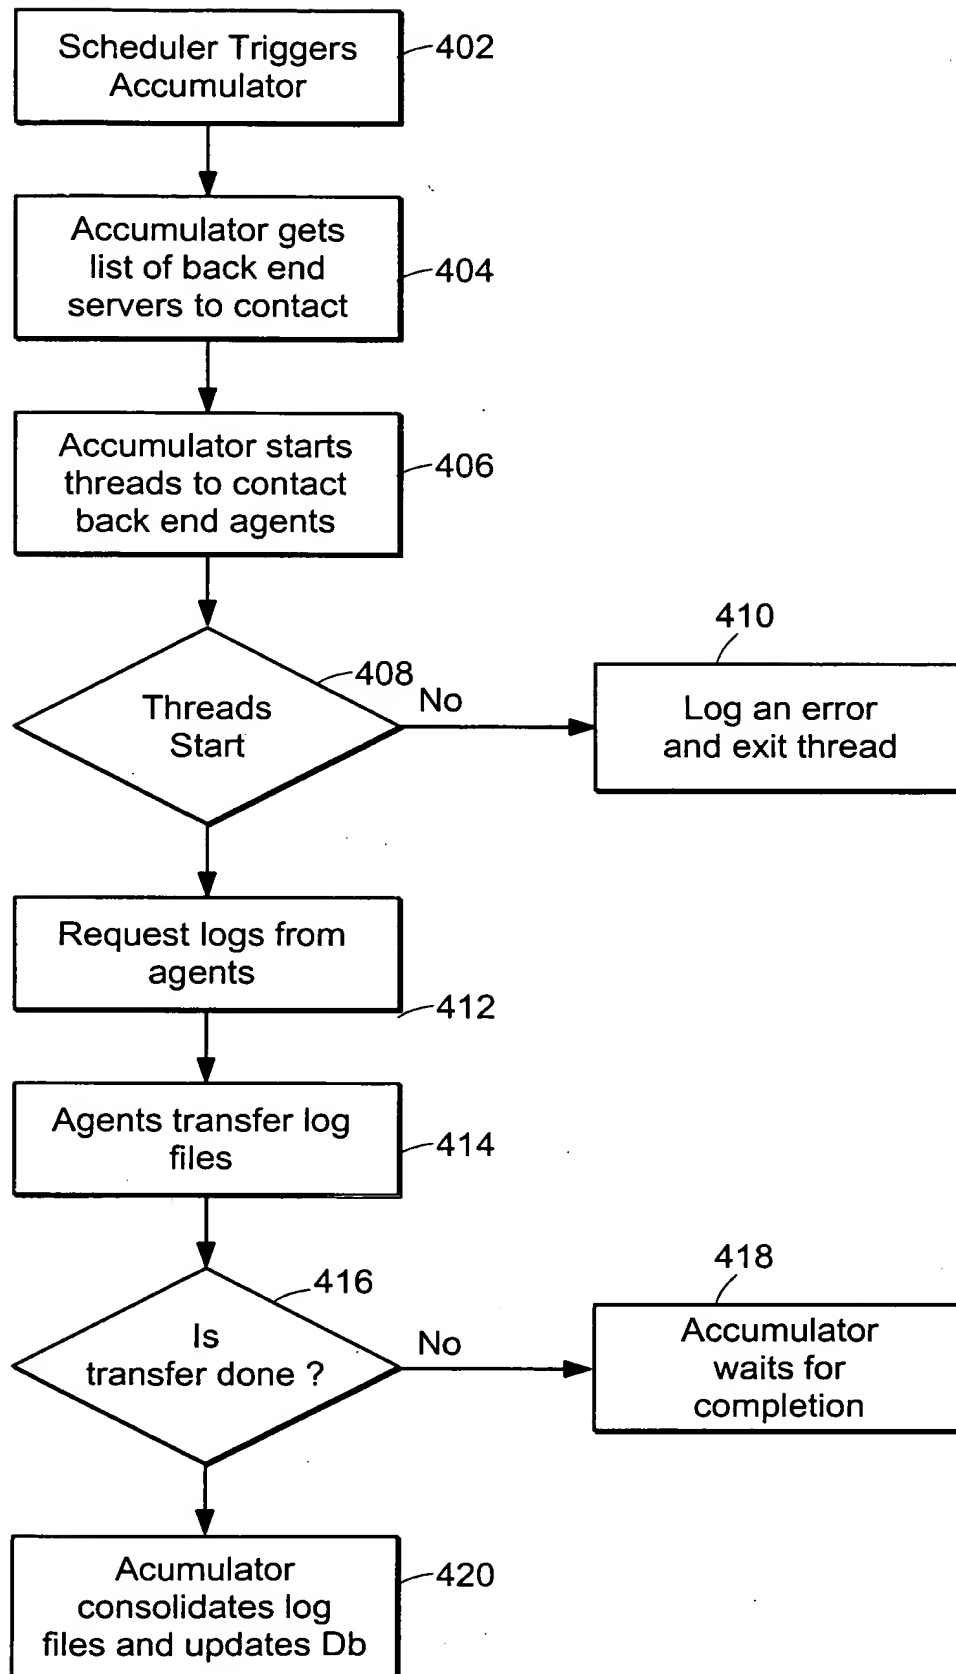 Scheduler Triggers
Accumulator
402
Accumulator gets
list of back end
servers to contact
404
Accumulator starts
threads to contact
back end agents
406
Threads
Start
408
No
410
Log an error
and exit thread
Request logs from
agents
412
Agents transfer log
files
414
Is
transfer done ?
416
No
418
Accumulator
waits for
completion
Acumulator
consolidates log
files and updates Db
420